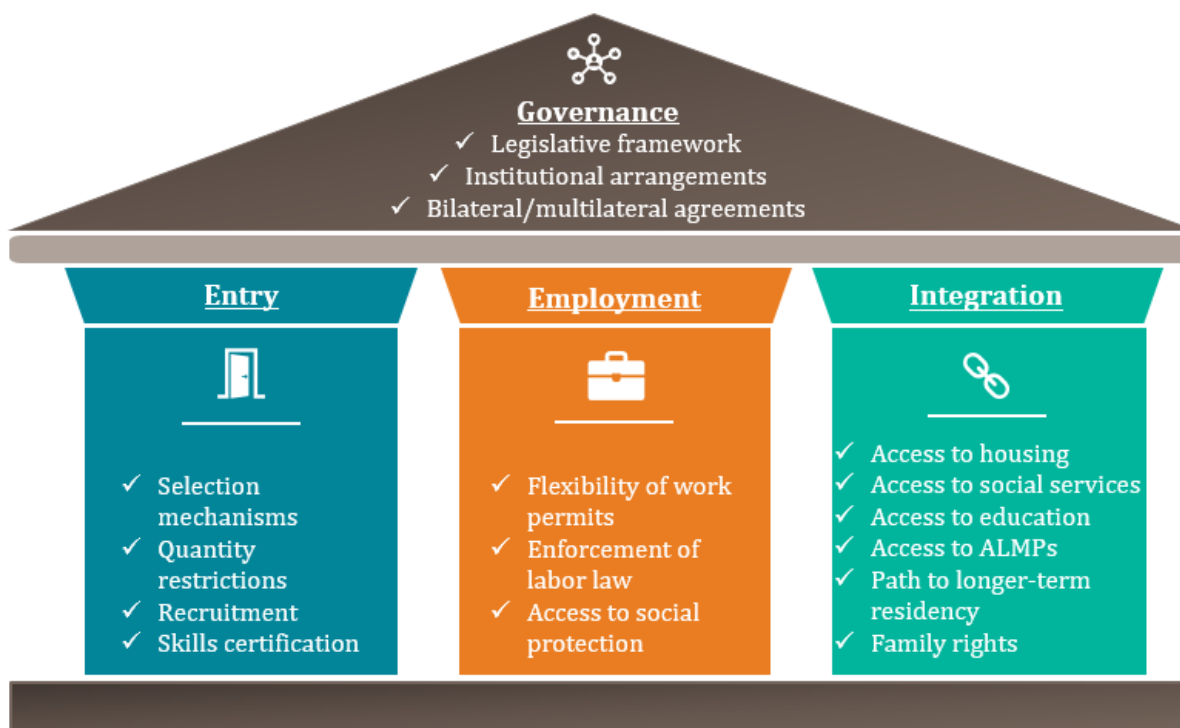 Governance
✓ Legislative framework
✓ Institutional arrangements
✓ Bilateral/multilateral agreements
Entry
✓ Selection
mechanisms
✓ Quantity
restrictions
✓ Recruitment
✓ Skills certification
Employment
✓ Flexibility of work
permits
✓ Enforcement of
labor law
✓ Access to social
protection
Integration
✓ Access to housing
✓ Access to social services
✓ Access to education
✓ Access to ALMPs
✓ Path to longer-term
residency
✓ Family rights